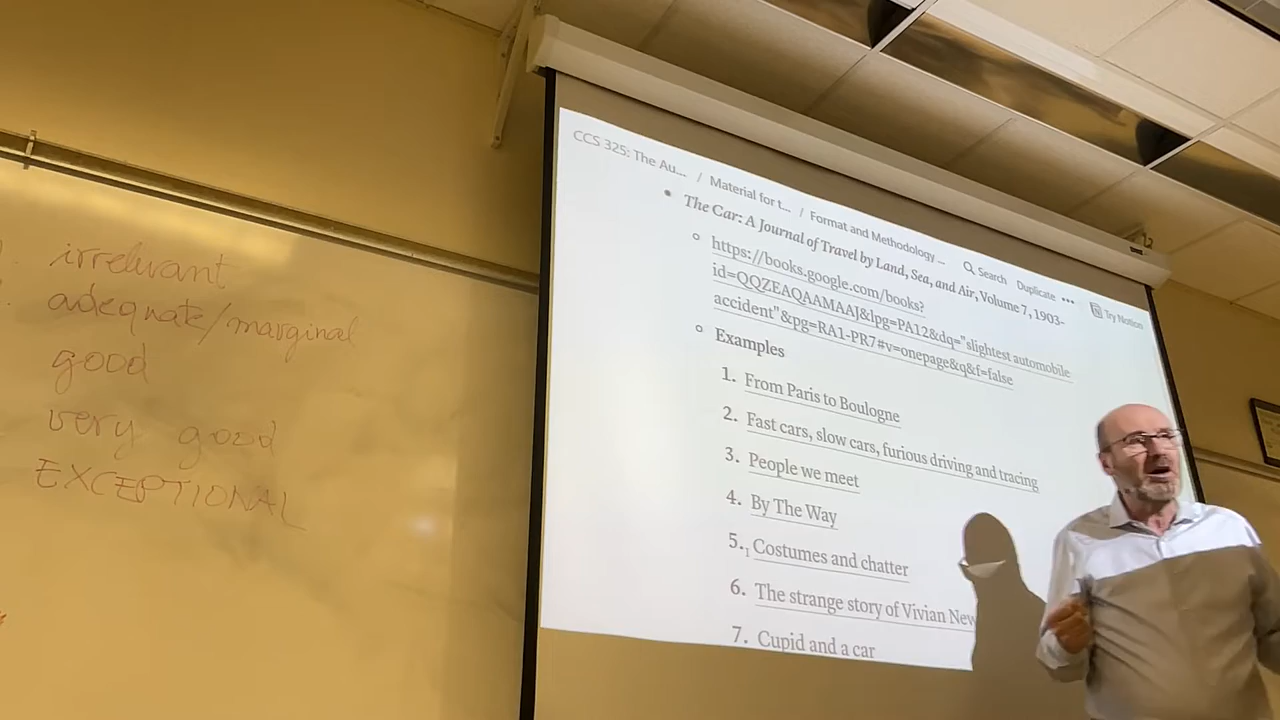 irrelevant
adequate/marginal
good
very good
EXCEPTIONAL
CCS 325: The Au... / Material for t... / Format and Methodology ...
Search Duplicate ••• Try Notion
• The Car: A Journal of Travel by Land, Sea, and Air, Volume 7, 1903-
○ https://books.google.com/books?
id=QQZEAQAAMAAJ&lpg=PA12&dq="slightest automobile
accident"&pg=RA1-PR7#v=onepage&q&f=false
○ Examples
1. From Paris to Boulogne
2. Fast cars, slow cars, furious driving and tracing
3. People we meet
4. By The Way
5. Costumes and chatter
6. The strange story of Vivian New
7. Cupid and a car